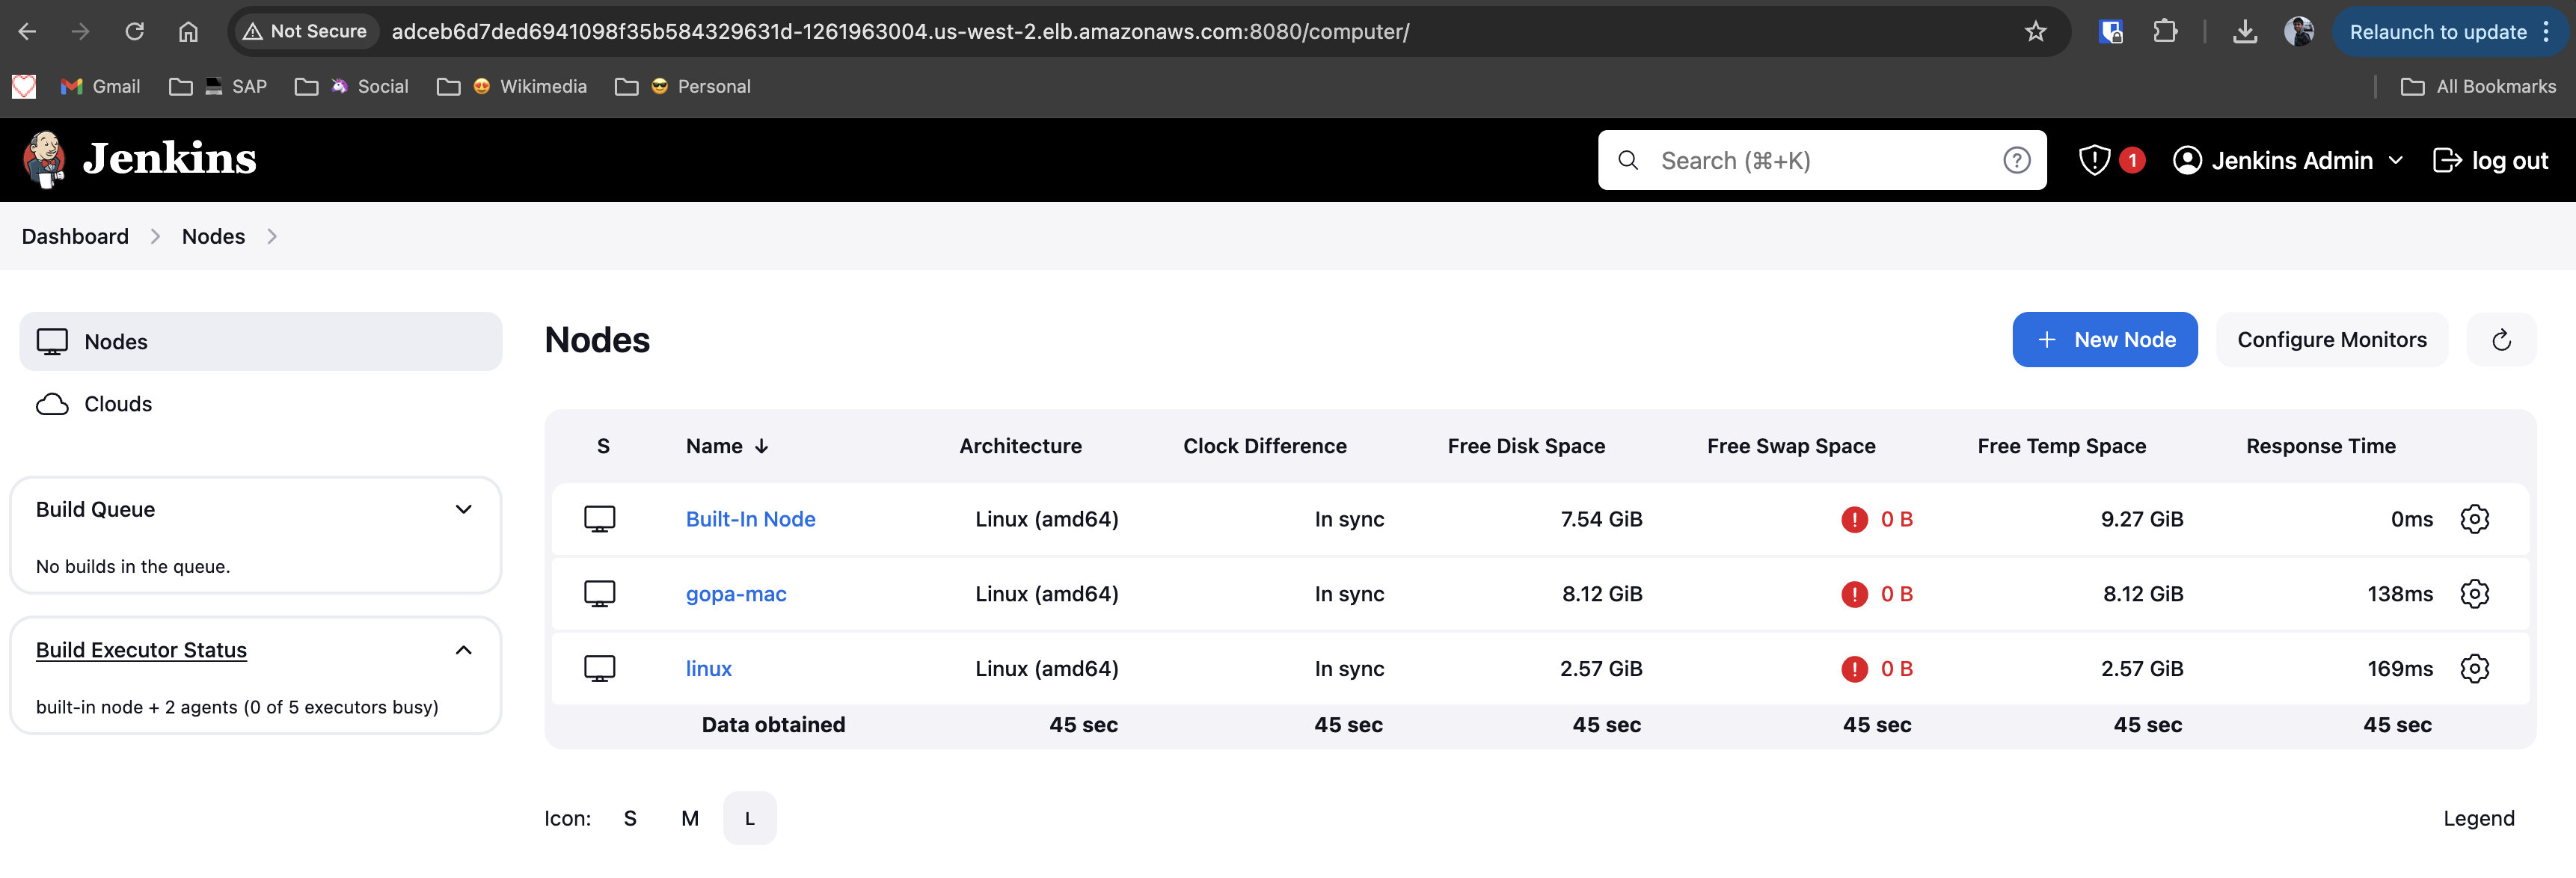 Not Secure adceb6d7ded6941098f35b584329631d-1261963004.us-west-2.elb.amazonaws.com:8080/computer/ Relaunch to update
Gmail SAP Social Wikimedia Personal All Bookmarks
Jenkins Search (⌘+K) ? 1 Jenkins Admin log out
Dashboard Nodes
Nodes
Clouds
Build Queue
No builds in the queue.
Build Executor Status
built-in node + 2 agents (0 of 5 executors busy)
Nodes + New Node Configure Monitors
S Name ↓ Architecture Clock Difference Free Disk Space Free Swap Space Free Temp Space Response Time
Built-In Node Linux (amd64) In sync 7.54 GiB ! 0 B 9.27 GiB 0ms
gopa-mac Linux (amd64) In sync 8.12 GiB ! 0 B 8.12 GiB 138ms
linux Linux (amd64) In sync 2.57 GiB ! 0 B 2.57 GiB 169ms
Data obtained 45 sec 45 sec 45 sec 45 sec 45 sec 45 sec
Icon: S M L Legend